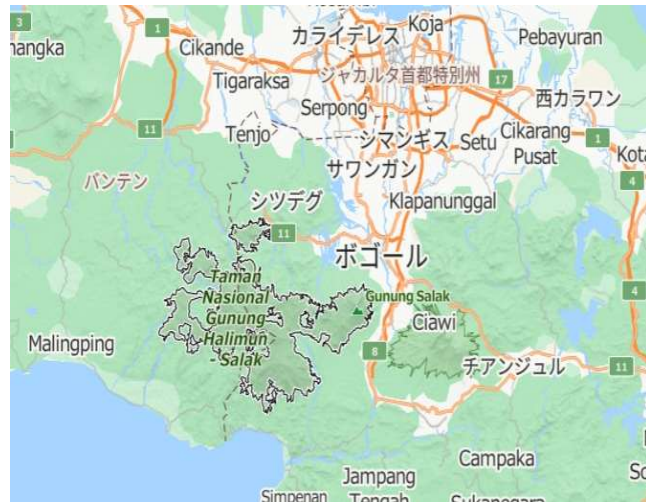 Koja
3
カライデレス
1
Cikande
Pebayuran
Tigaraksa
ジャカルタ首都特別州
17
西カラワン
Serpong
11
Tenjo
シマンギス
Setu
Cikarang
Pusat
1
Kota
サワンガン
4
バンテン
シツデグ
Klapanunggal
11
ボゴール
Taman
Nasional
Gunung
Halimun
-Salak
Gunung Salak
4
Ciawi
Malingping
8
チアンジュル
11
Campaka
Jampang
Tengah
Simpenan